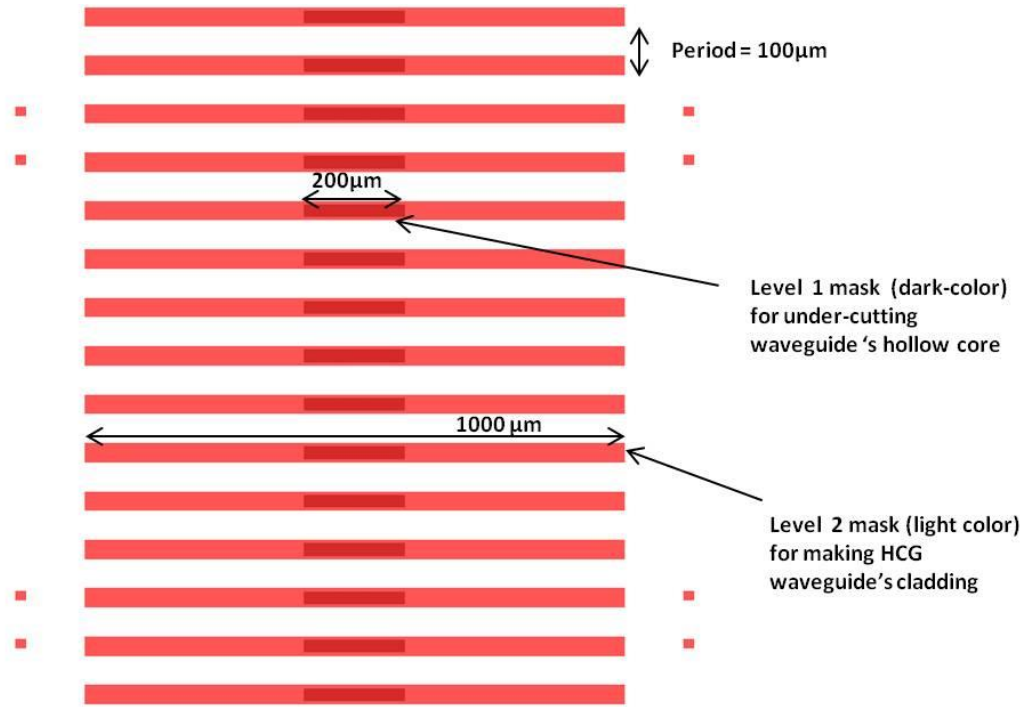 Period = 100μm
200μm
Level 1 mask (dark-color)
for under-cutting
waveguide 's hollow core
1000 μm
Level 2 mask (light color)
for making HCG
waveguide's cladding